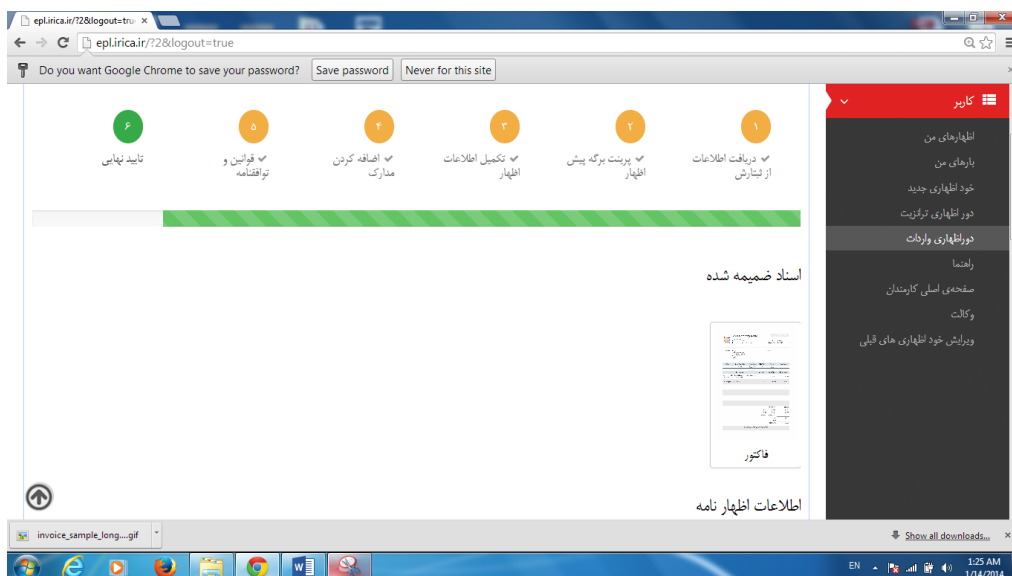 epl.irica.ir/?2&logout=tru
epl.irica.ir/?2&logout=true
Do you want Google Chrome to save your password? Save password Never for this site
کاربر
اظهارهای من
بارهای من
خود اظهاری جدید
دور اظهاری ترانزیت
دوراظهاری واردات
راهنما
صفحه‌ی اصلی کارمندان
وکالت
ویرایش خود اظهاری های قبلی
۱ ۲ ۳ ۴ ۵ ۶
دریافت اطلاعات
از ثبتارش
پرینت برگه پیش
اظهار
تکمیل اطلاعات
اظهار
اضافه کردن
مدارک
قوانین و
توافقنامه
تایید نهایی
اسناد ضمیمه شده
فاکتور
اطلاعات اظهار نامه
invoice_sample_long....gif
Show all downloads...
EN
1:25 AM
1/14/2014